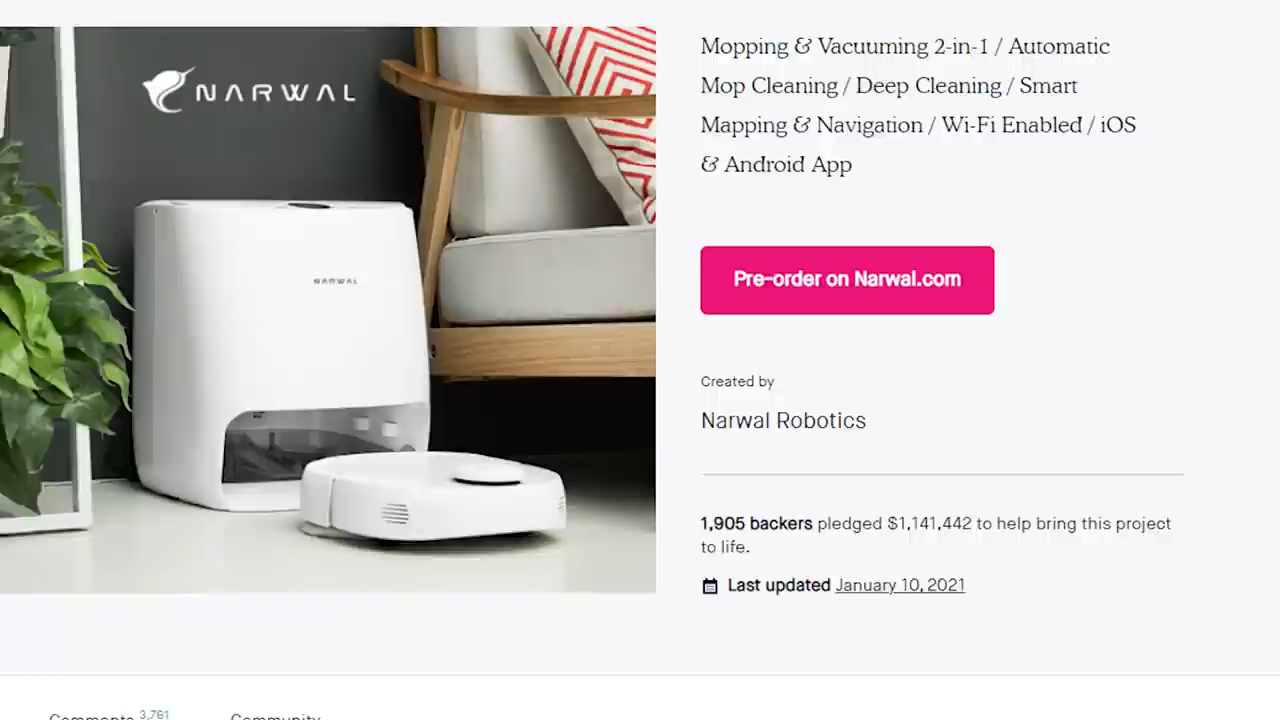 NARWAL
NARWAL
Mopping & Vacuuming 2-in-1 / Automatic
Mop Cleaning / Deep Cleaning / Smart
Mapping & Navigation / Wi-Fi Enabled / iOS
& Android App
Pre-order on Narwal.com
Created by
Narwal Robotics
1,905 backers pledged $1,141,442 to help bring this project
to life.
Last updated January 10, 2021
Comments 3,761 Community